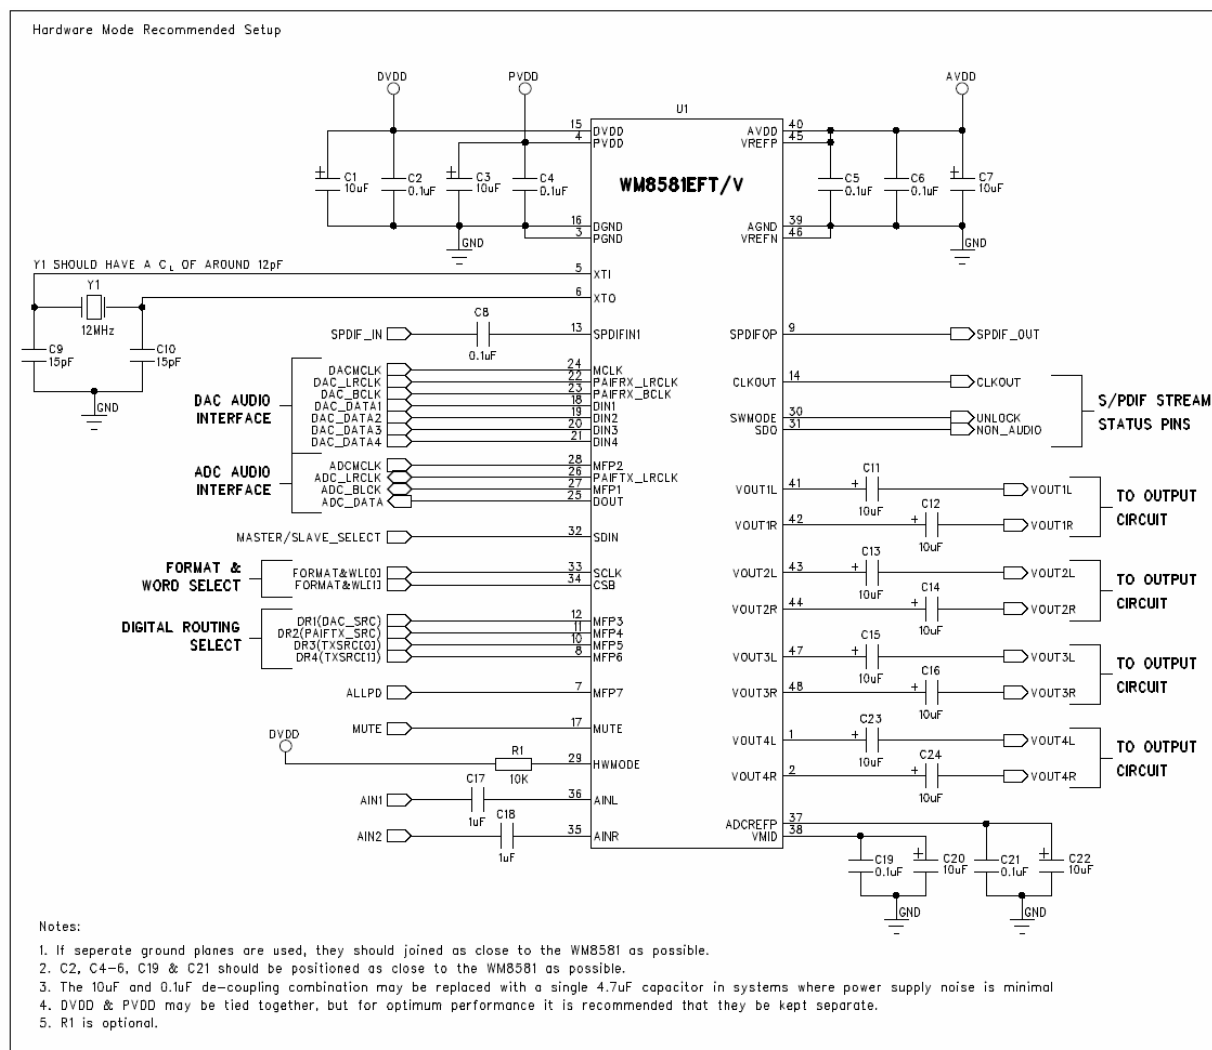 Hardware Mode Recommended Setup
DVDD
PVDD
AVDD
U1
WM8581EFT/V
15 DVDD
4 PVDD
AVDD 40
VREFP 45
C1
10uF
C2
0.1uF
C3
10uF
C4
0.1uF
C5
0.1uF
C6
0.1uF
C7
10uF
16 DGND
3 PGND
AGND 39
VREFN 46
GND
GND
Y1 SHOULD HAVE A CL OF AROUND 12pF
5 XTI
Y1
12MHz
6 XTO
C9
15pF
C10
15pF
GND
SPDIF_IN
C8
0.1uF
13 SPDIFIN1
SPDIFOP 9 SPDIF_OUT
DAC AUDIO
INTERFACE
DACMCLK 24 MCLK
DAC_LRCLK 22 PAIFRX_LRCLK
DAC_BCLK 23 PAIFRX_BCLK
DAC_DATA1 18 DIN1
DAC_DATA2 19 DIN2
DAC_DATA3 20 DIN3
DAC_DATA4 21 DIN4
CLKOUT 14 CLKOUT
SWMODE 30 UNLOCK
SDO 31 NON_AUDIO
S/PDIF STREAM
STATUS PINS
ADC AUDIO
INTERFACE
ADCMCLK 28 MFP2
ADC_LRCLK 26 PAIFTX_LRCLK
ADC_BLCK 27 MFP1
ADC_DATA 25 DOUT
MASTER/SLAVE_SELECT 32 SDIN
FORMAT &
WORD SELECT
FORMAT&WL[0] 33 SCLK
FORMAT&WL[1] 34 CSB
DIGITAL ROUTING
SELECT
DR1(DAC_SRC) 12 MFP3
DR2(PAIFTX_SRC) 11 MFP4
DR3(TXSRC[0]) 10 MFP5
DR4(TXSRC[1]) 8 MFP6
ALLPD 7 MFP7
MUTE 17 MUTE
DVDD
R1
10K
29 HWMODE
AIN1
C17
1uF
36 AINL
AIN2
C18
1uF
35 AINR
VOUT1L 41
C11
10uF
VOUT1L
VOUT1R 42
C12
10uF
VOUT1R
TO OUTPUT
CIRCUIT
VOUT2L 43
C13
10uF
VOUT2L
VOUT2R 44
C14
10uF
VOUT2R
TO OUTPUT
CIRCUIT
VOUT3L 47
C15
10uF
VOUT3L
VOUT3R 48
C16
10uF
VOUT3R
TO OUTPUT
CIRCUIT
VOUT4L 1
C23
10uF
VOUT4L
VOUT4R 2
C24
10uF
VOUT4R
TO OUTPUT
CIRCUIT
ADCREFP 37
VMID 38
C19
0.1uF
C20
10uF
C21
0.1uF
C22
10uF
GND
GND
Notes:
1. If seperate ground planes are used, they should joined as close to the WM8581 as possible.
2. C2, C4-6, C19 & C21 should be positioned as close to the WM8581 as possible.
3. The 10uF and 0.1uF de-coupling combination may be replaced with a single 4.7uF capacitor in systems where power supply noise is minimal
4. DVDD & PVDD may be tied together, but for optimum performance it is recommended that they be kept separate.
5. R1 is optional.